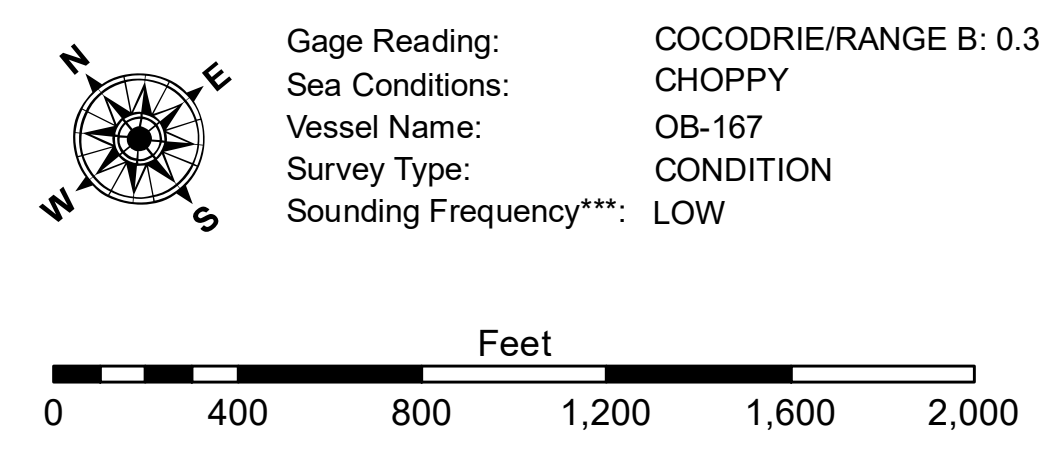 N
E
W
S
Gage Reading: COCODRIE/RANGE B: 0.3
Sea Conditions: CHOPPY
Vessel Name: OB-167
Survey Type: CONDITION
Sounding Frequency***: LOW
Feet
0 400 800 1,200 1,600 2,000